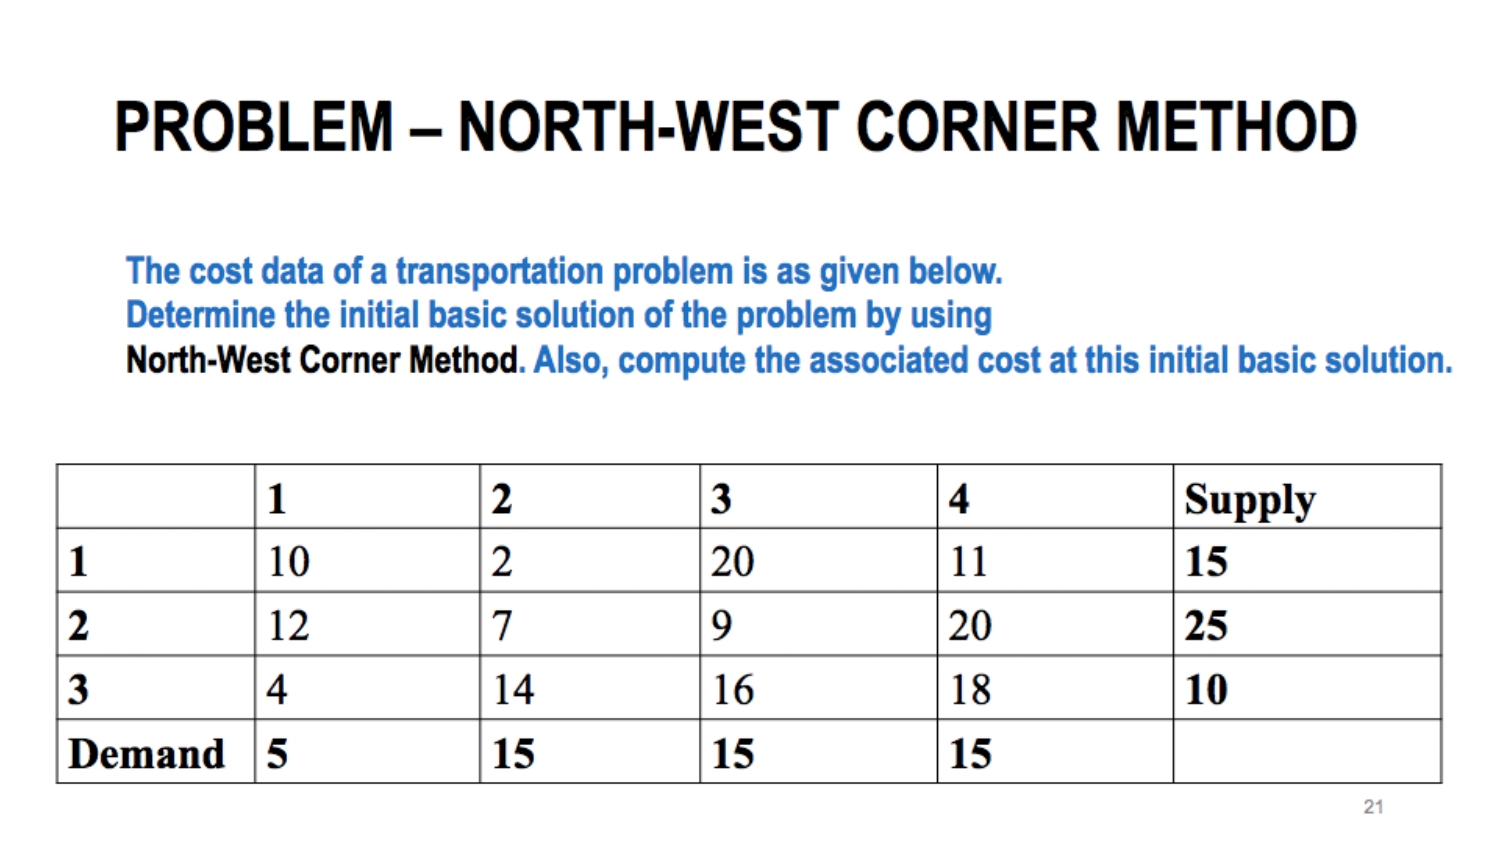 PROBLEM – NORTH-WEST CORNER METHOD
The cost data of a transportation problem is as given below.
Determine the initial basic solution of the problem by using
North-West Corner Method. Also, compute the associated cost at this initial basic solution.
1 2 3 4 Supply
1 10 2 20 11 15
2 12 7 9 20 25
3 4 14 16 18 10
Demand 5 15 15 15
21